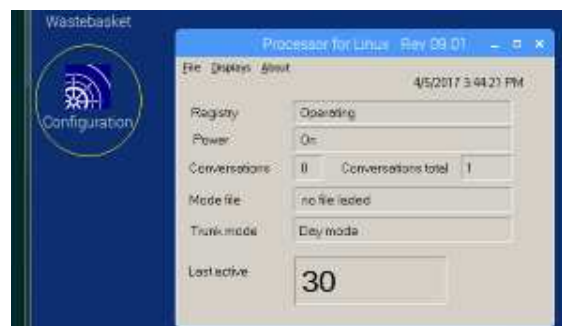 Wastebasket
Processor for Linux Rev 09.01
File Displays About
4/5/2017 3:44:21 PM
Configuration
Registry Operating
Power On
Conversations 0 Conversations total 1
Mode file no file loded
Trunk mode Day mode
Last active 30